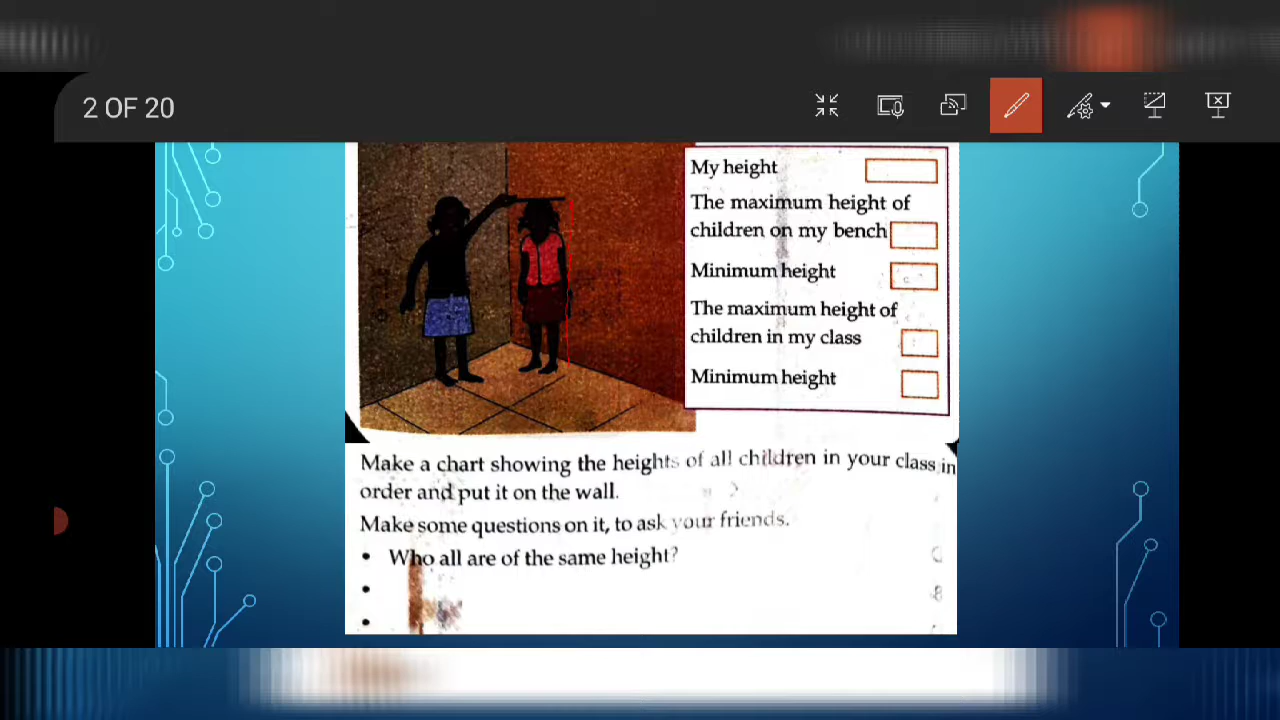 2 OF 20
My height
The maximum height of
children on my bench
Minimum height
The maximum height of
children in my class
Minimum height
Make a chart showing the heights of all children in your class, in
order and put it on the wall.
Make some questions on it, to ask your friends.
• Who all are of the same height?
•
•